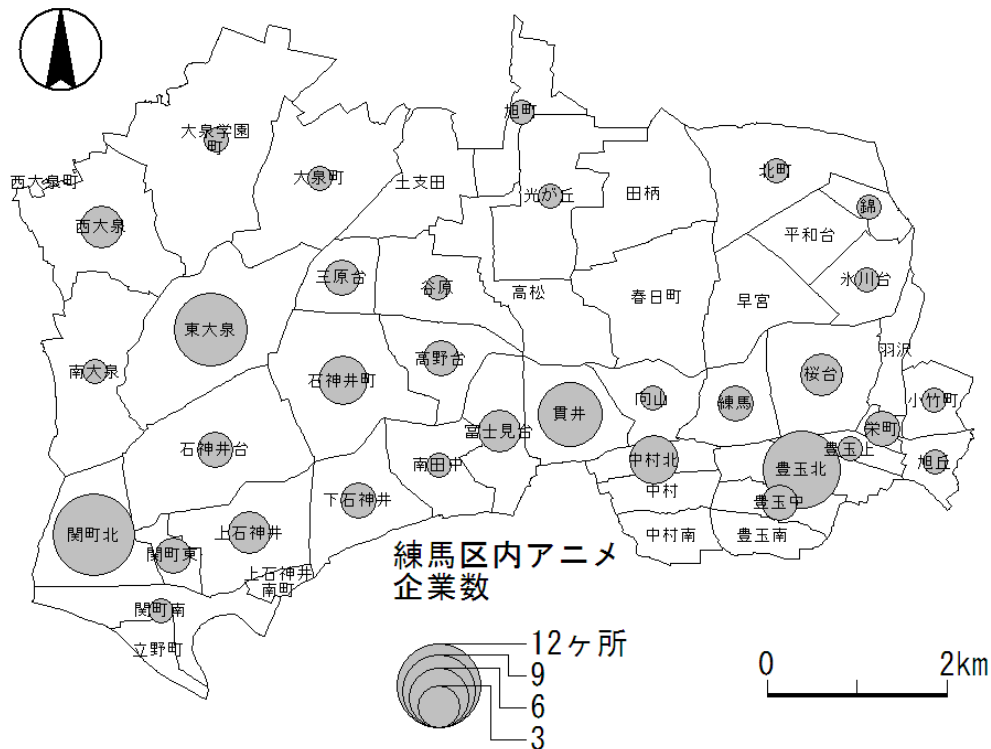 旭町
大泉学園
町
大泉町
土支田
北町
西大泉町
光が丘
田柄
錦
西大泉
平和台
三原台
谷原
高松
春日町
早宮
氷川台
東大泉
羽沢
南大泉
高野台
石神井町
桜台
向山
練馬
小竹町
貫井
富士見台
栄町
石神井台
南田中
中村北
豊玉北
豊玉上
旭丘
中村
下石神井
豊玉中
関町北
上石神井
中村南
豊玉南
関町東
上石神井
南町
関町南
立野町
練馬区内アニメ
企業数
12ヶ所
9
6
3
0
2km